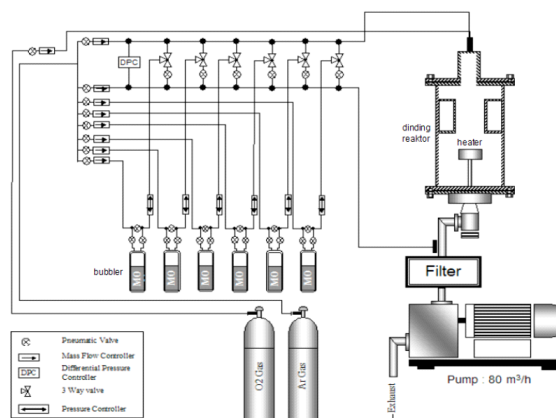 DPC
dinding
reaktor
heater
bubbler
MO
MO
MO
MO
MO
MO
Filter
O2 Gas
Ar Gas
Exhaust
Pump : 80 m³/h
Pneumatic Valve
Mass Flow Controller
DPC
Differential Pressure
Controller
3 Way valve
Pressure Controller